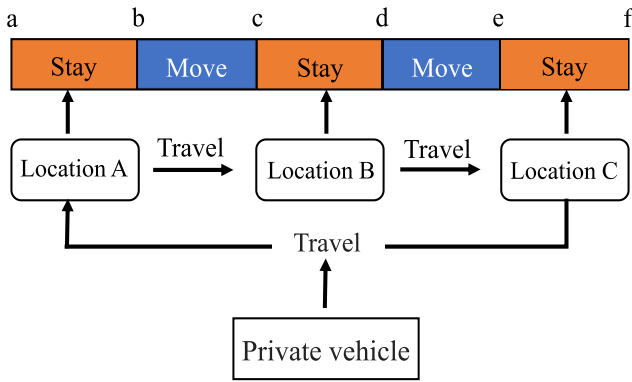 a b c d e f
Stay Move Stay Move Stay
Travel Travel
Location A Location B Location C
Travel
Private vehicle